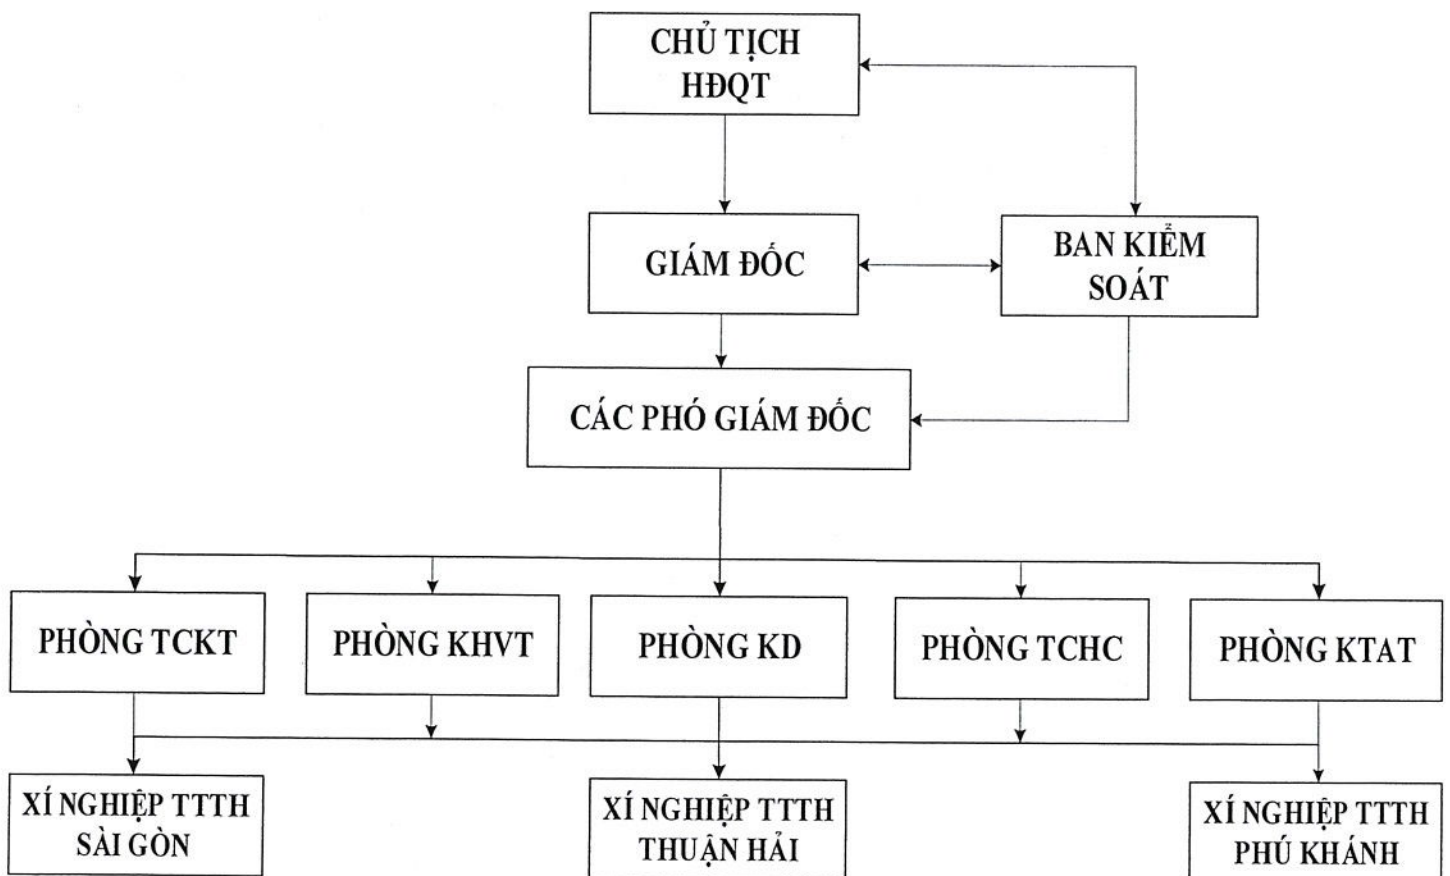 CHỦ TỊCH
HĐQT
GIÁM ĐỐC
BAN KIỂM
SOÁT
CÁC PHÓ GIÁM ĐỐC
PHÒNG TCKT
PHÒNG KHVT
PHÒNG KD
PHÒNG TCHC
PHÒNG KTAT
XÍ NGHIỆP TTTH
SÀI GÒN
XÍ NGHIỆP TTTH
THUẬN HẢI
XÍ NGHIỆP TTTH
PHÚ KHÁNH